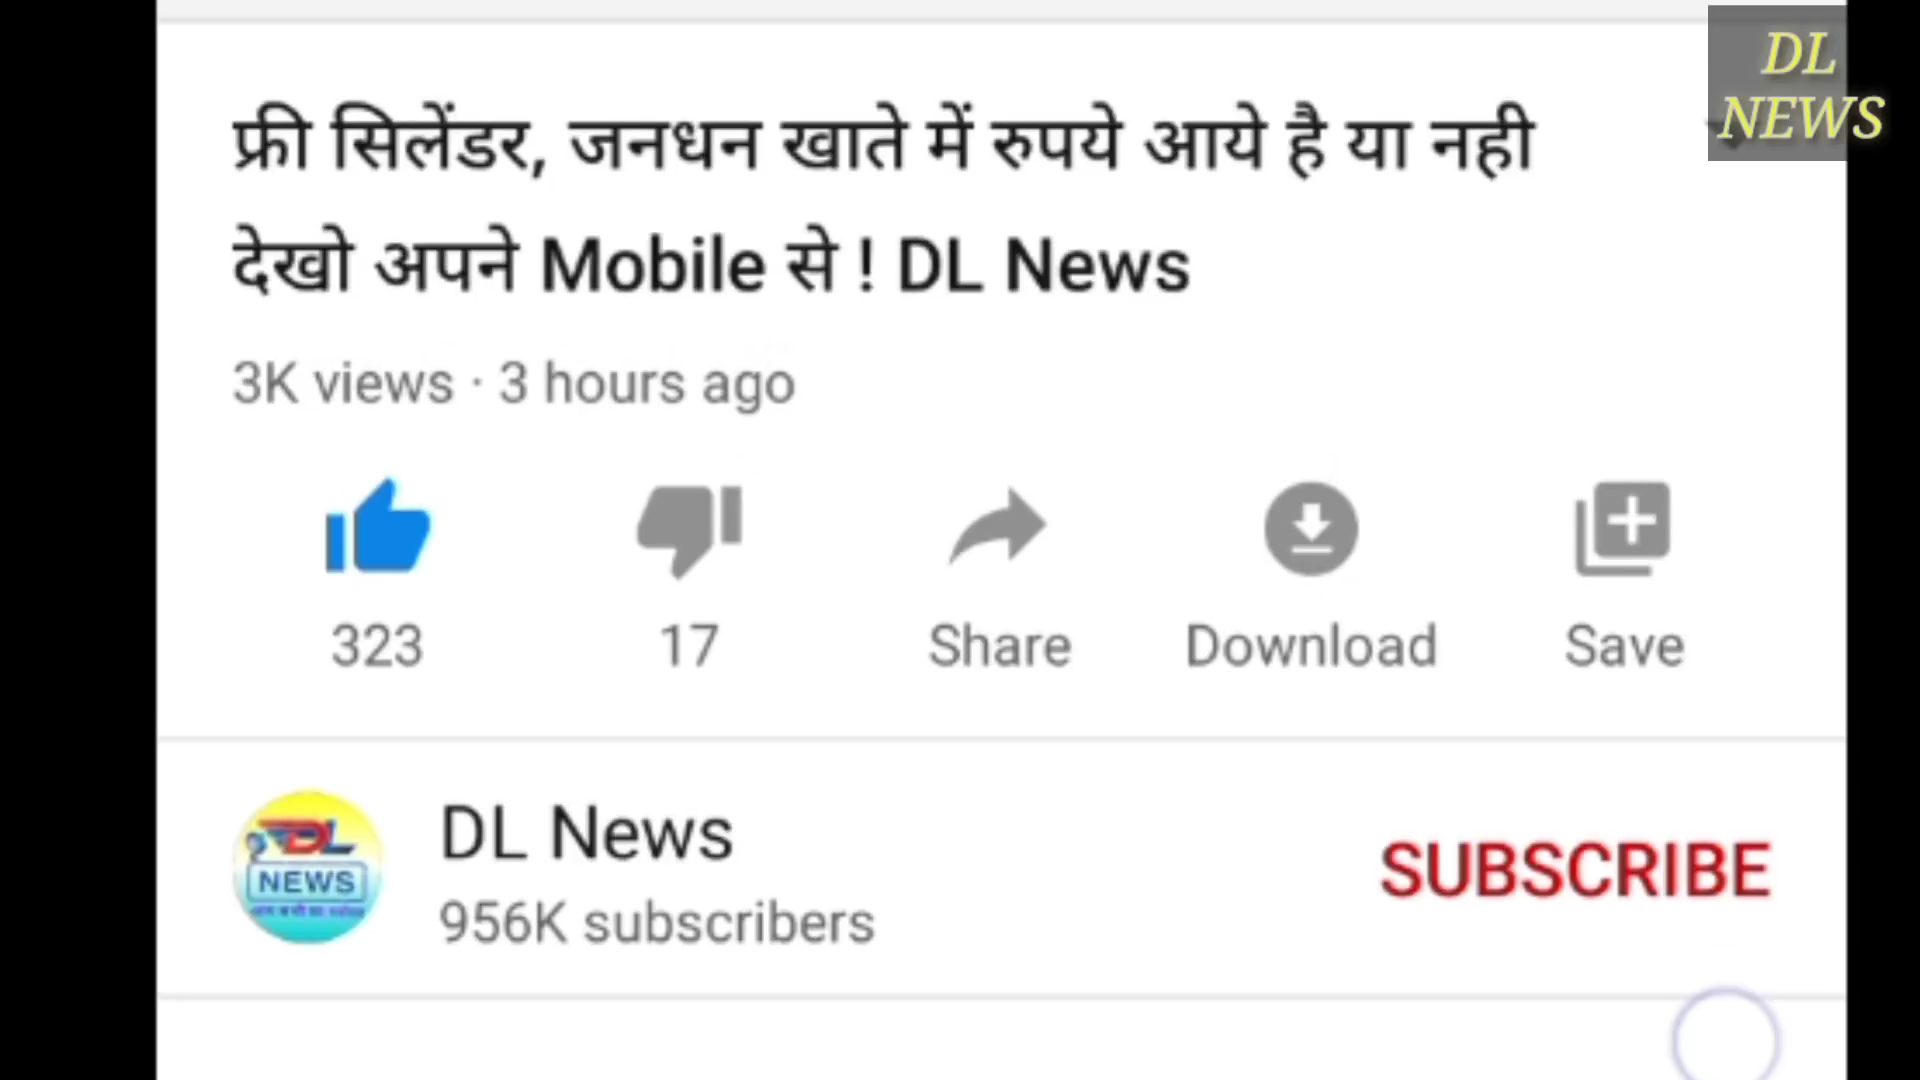 DL
NEWS
फ्री सिलेंडर, जनधन खाते में रुपये आये है या नही
देखो अपने Mobile से ! DL News
3K views · 3 hours ago
323
17
Share
Download
Save
DL
NEWS
DL News
956K subscribers
SUBSCRIBE